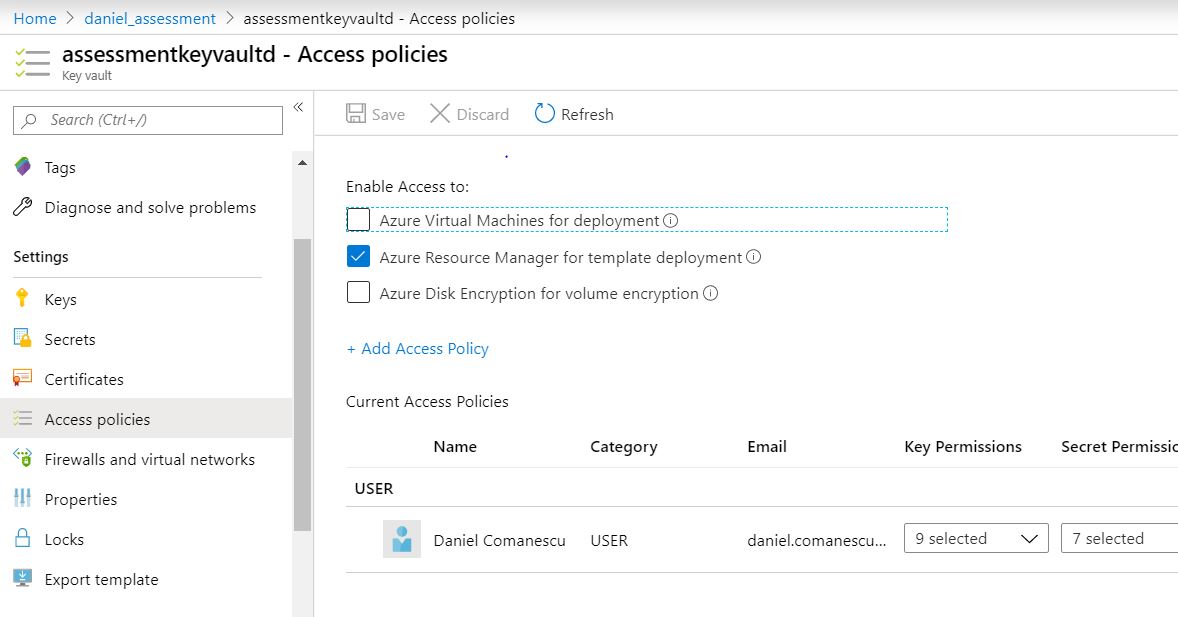 Home > daniel_assessment > assessmentkeyvaultd - Access policies
assessmentkeyvaultd - Access policies
Key vault
Search (Ctrl+/)
«
Tags
Diagnose and solve problems
Settings
Keys
Secrets
Certificates
Access policies
Firewalls and virtual networks
Properties
Locks
Export template
Save Discard Refresh
Enable Access to:
Azure Virtual Machines for deployment
Azure Resource Manager for template deployment
Azure Disk Encryption for volume encryption
+ Add Access Policy
Current Access Policies
Name Category Email Key Permissions Secret Permissio
USER
Daniel Comanescu USER daniel.comanescu... 9 selected 7 selected